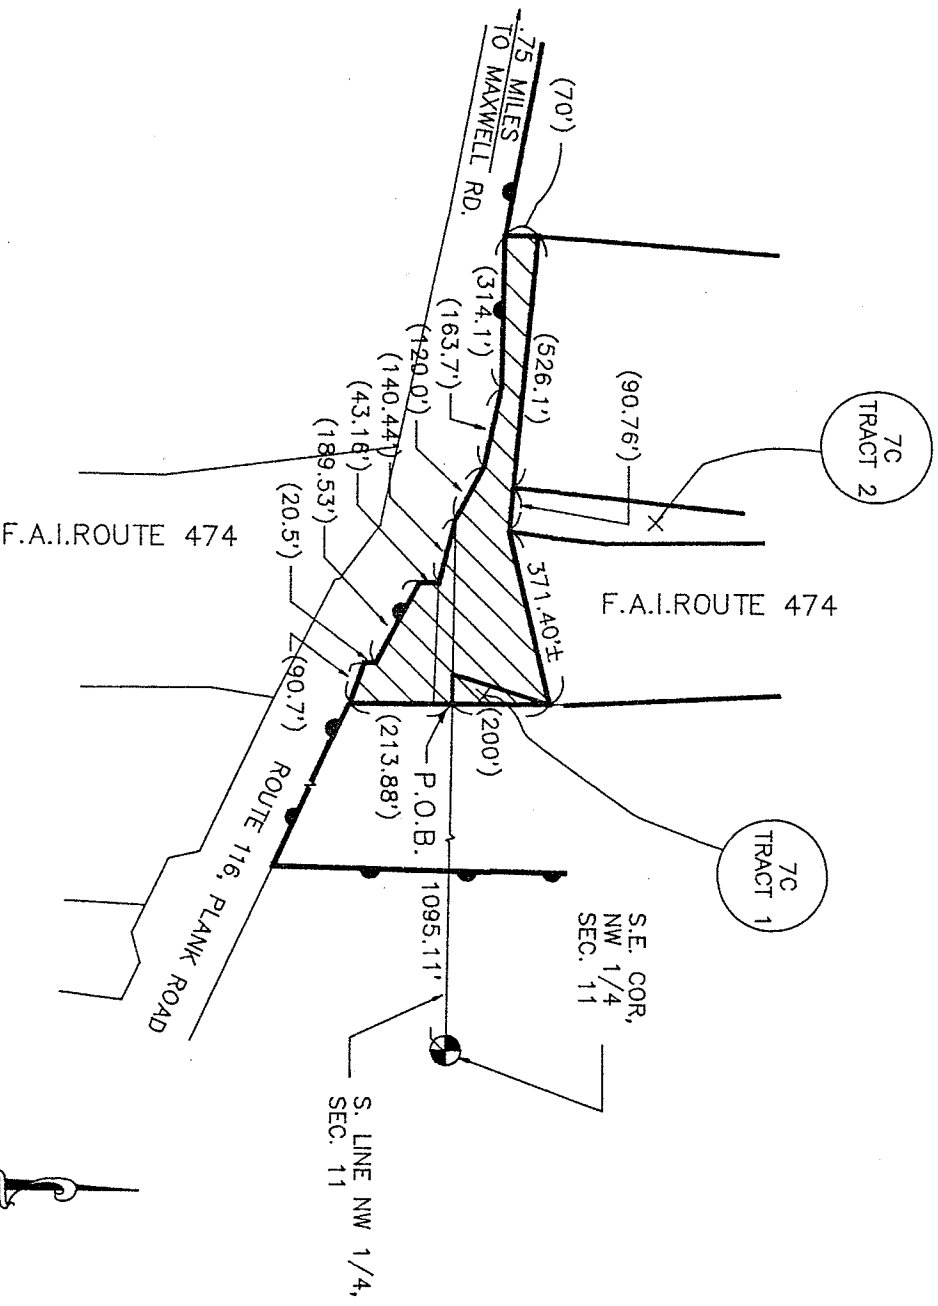 .75 MILES
TO MAXWELL RD.
(70')
(314.1')
(163.7')
(120.0')
(140.44')
(43.16')
(189.53')
(20.5')
(90.7')
(526.1')
(90.76')
7C
TRACT 2
371.40'±
F.A.I.ROUTE 474
F.A.I.ROUTE 474
(200')
(213.88')
P.O.B.
1095.11'
7C
TRACT 1
S.E. COR,
NW 1/4
SEC. 11
S. LINE NW 1/4,
SEC. 11
ROUTE 116, PLANK ROAD